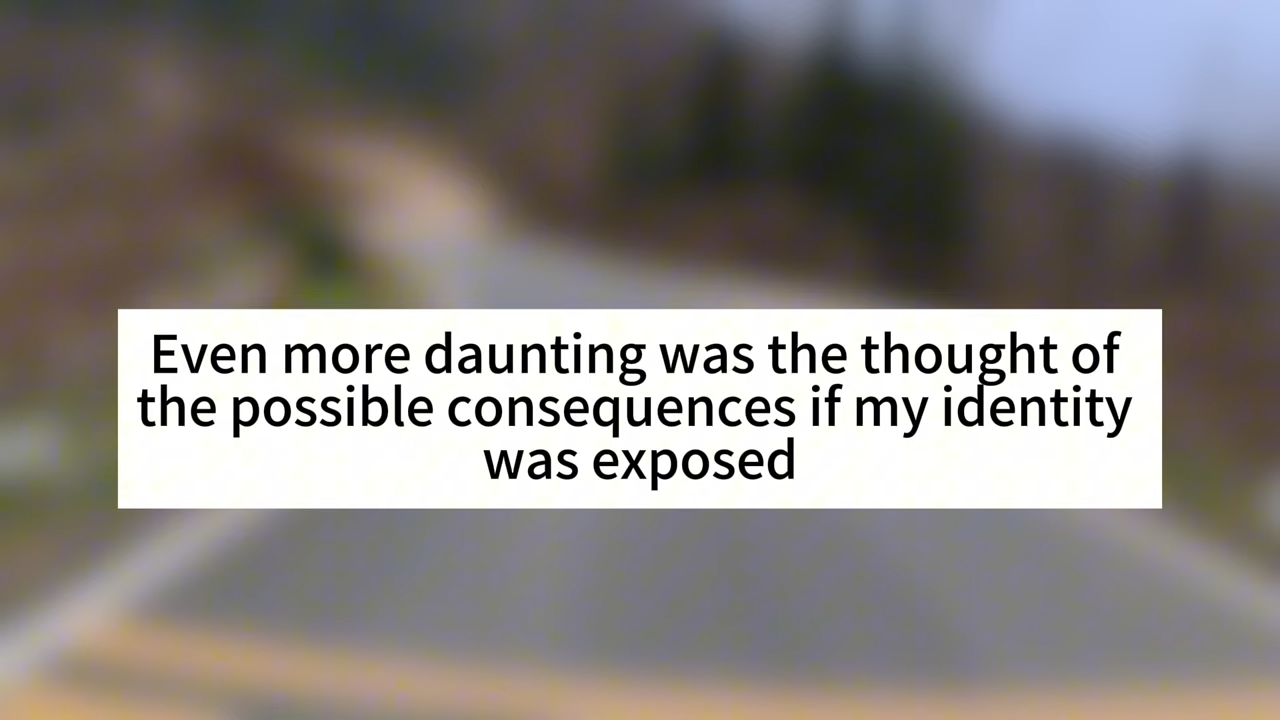 Even more daunting was the thought of
the possible consequences if my identity
was exposed